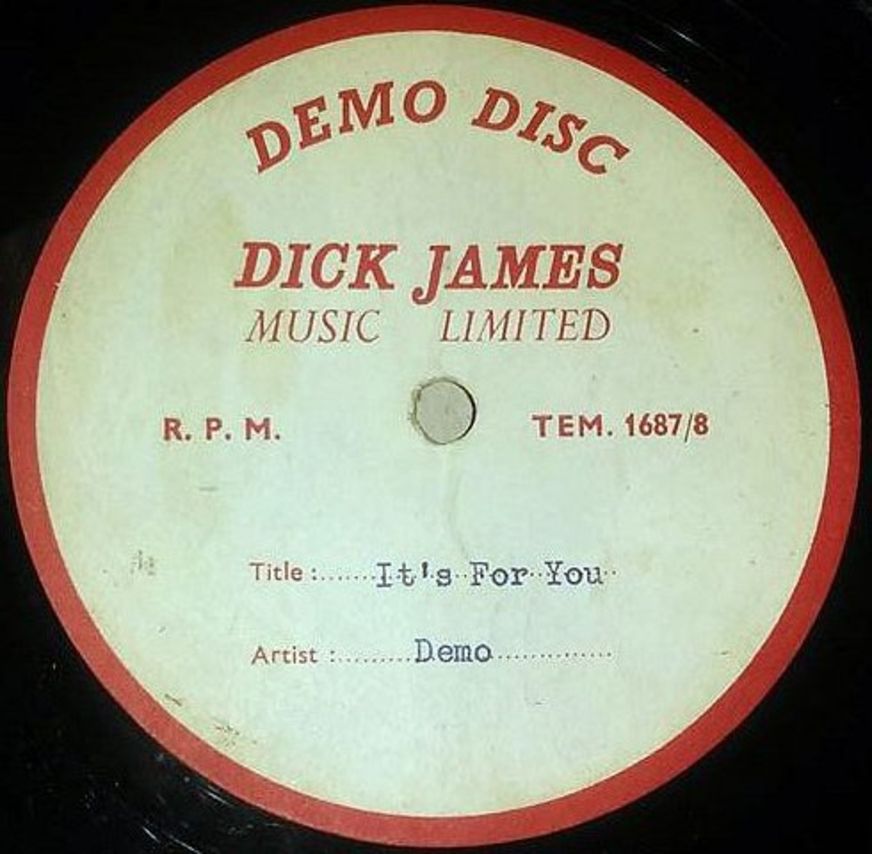 DEMO DISC
DICK JAMES
MUSIC LIMITED
R. P. M. TEM. 1687/8
Title :.......It's For You..
Artist :.........Demo...............